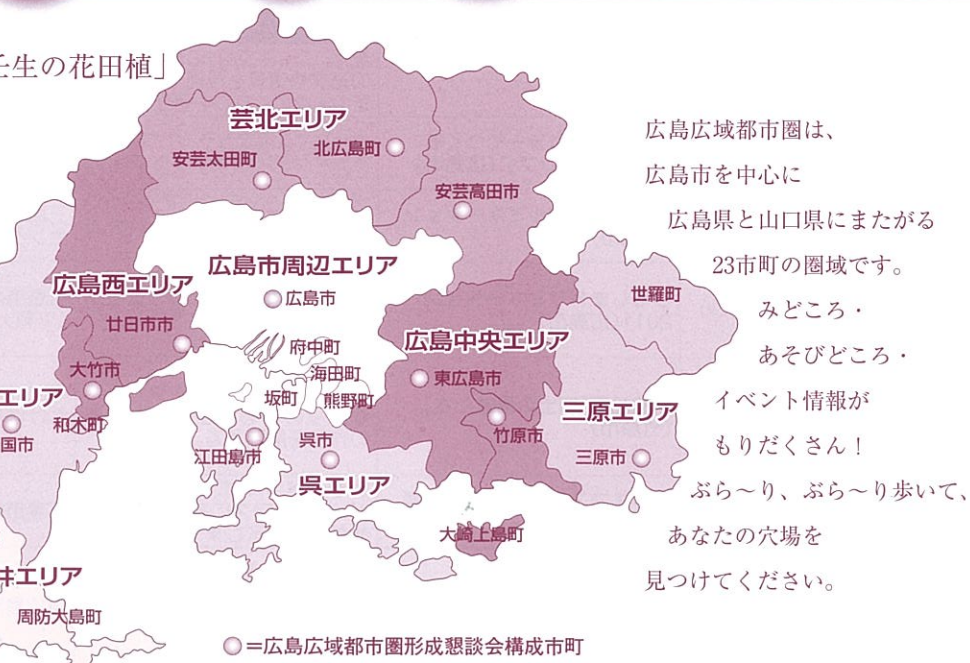 壬生の花田植」
芸北エリア
安芸太田町
北広島町
安芸高田市
広島西エリア
広島市周辺エリア
広島市
廿日市市
大竹市
和木町
エリア
国市
府中町
海田町
坂町
熊野町
江田島市
呉市
呉エリア
広島中央エリア
東広島市
竹原市
大崎上島町
世羅町
三原エリア
三原市
井エリア
周防大島町
◎=広島広域都市圏形成懇談会構成市町
広島広域都市圏は、
広島市を中心に
広島県と山口県にまたがる
23市町の圏域です。
みどころ・
あそびどころ・
イベント情報が
もりだくさん!
ぶら〜り、ぶら〜り歩いて、
あなたの穴場を
見つけてください。